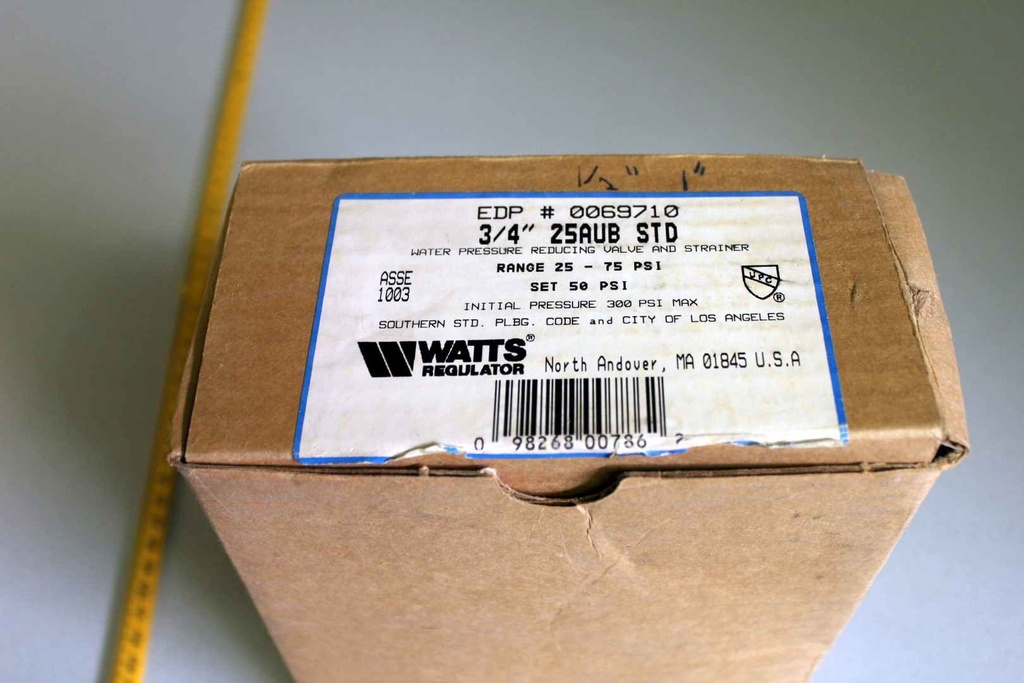 1/2" 1"
EDP # 0069710
3/4" 25AUB STD
WATER PRESSURE REDUCING VALVE AND STRAINER
RANGE 25 - 75 PSI
ASSE
1003
SET 50 PSI
UPC ®
INITIAL PRESSURE 300 PSI MAX
SOUTHERN STD. PLBG. CODE and CITY OF LOS ANGELES
WATTS®
REGULATOR
North Andover, MA 01845 U.S.A
0 98268 00786 2